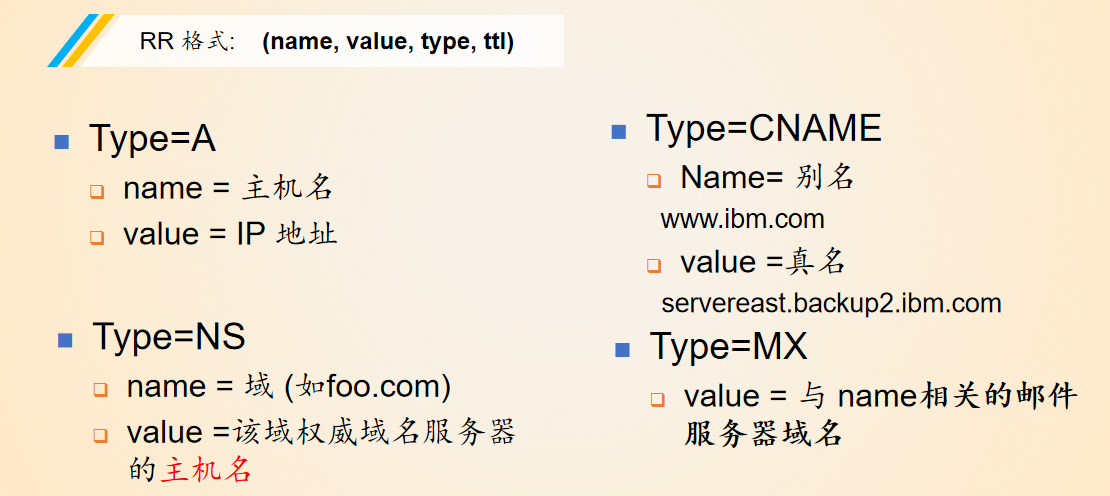 RR 格式: (name, value, type, ttl)
Type=A
name = 主机名
value = IP 地址
Type=NS
name = 域 (如foo.com)
value =该域权威域名服务器
的主机名
Type=CNAME
Name= 别名
www.ibm.com
value =真名
servereast.backup2.ibm.com
Type=MX
value = 与 name相关的邮件
服务器域名